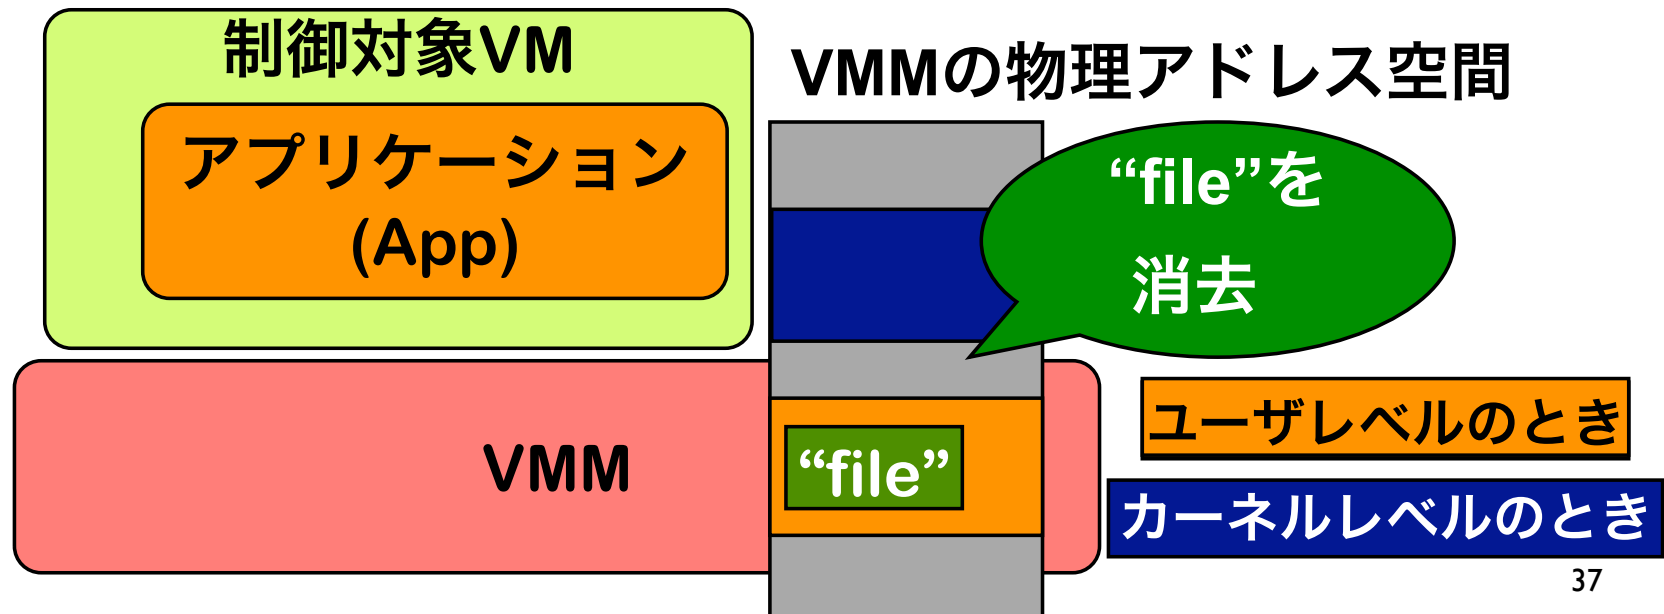 制御対象VM
アプリケーション
(App)
VMMの物理アドレス空間
“file”を
消去
VMM
“file”
ユーザレベルのとき
カーネルレベルのとき
37